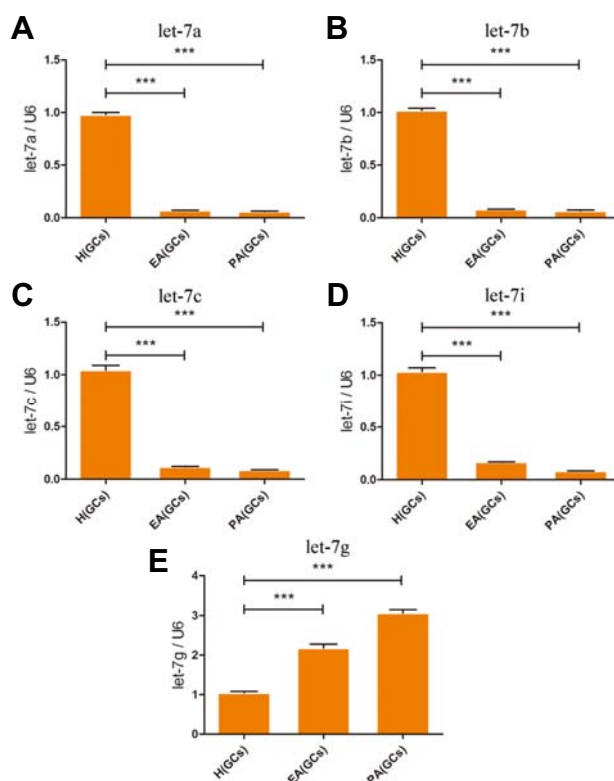 A
let-7a
***
***
let-7a / U6
1.5
1.0
0.5
0.0
H(GCs)
EA(GCs)
PA(GCs)
B
let-7b
***
***
let-7b / U6
1.5
1.0
0.5
0.0
H(GCs)
EA(GCs)
PA(GCs)
C
let-7c
***
***
let-7c / U6
1.5
1.0
0.5
0.0
H(GCs)
EA(GCs)
PA(GCs)
D
let-7i
***
***
let-7i / U6
1.5
1.0
0.5
0.0
H(GCs)
EA(GCs)
PA(GCs)
E
let-7g
***
***
let-7g / U6
4
3
2
1
0
H(GCs)
EA(GCs)
PA(GCs)